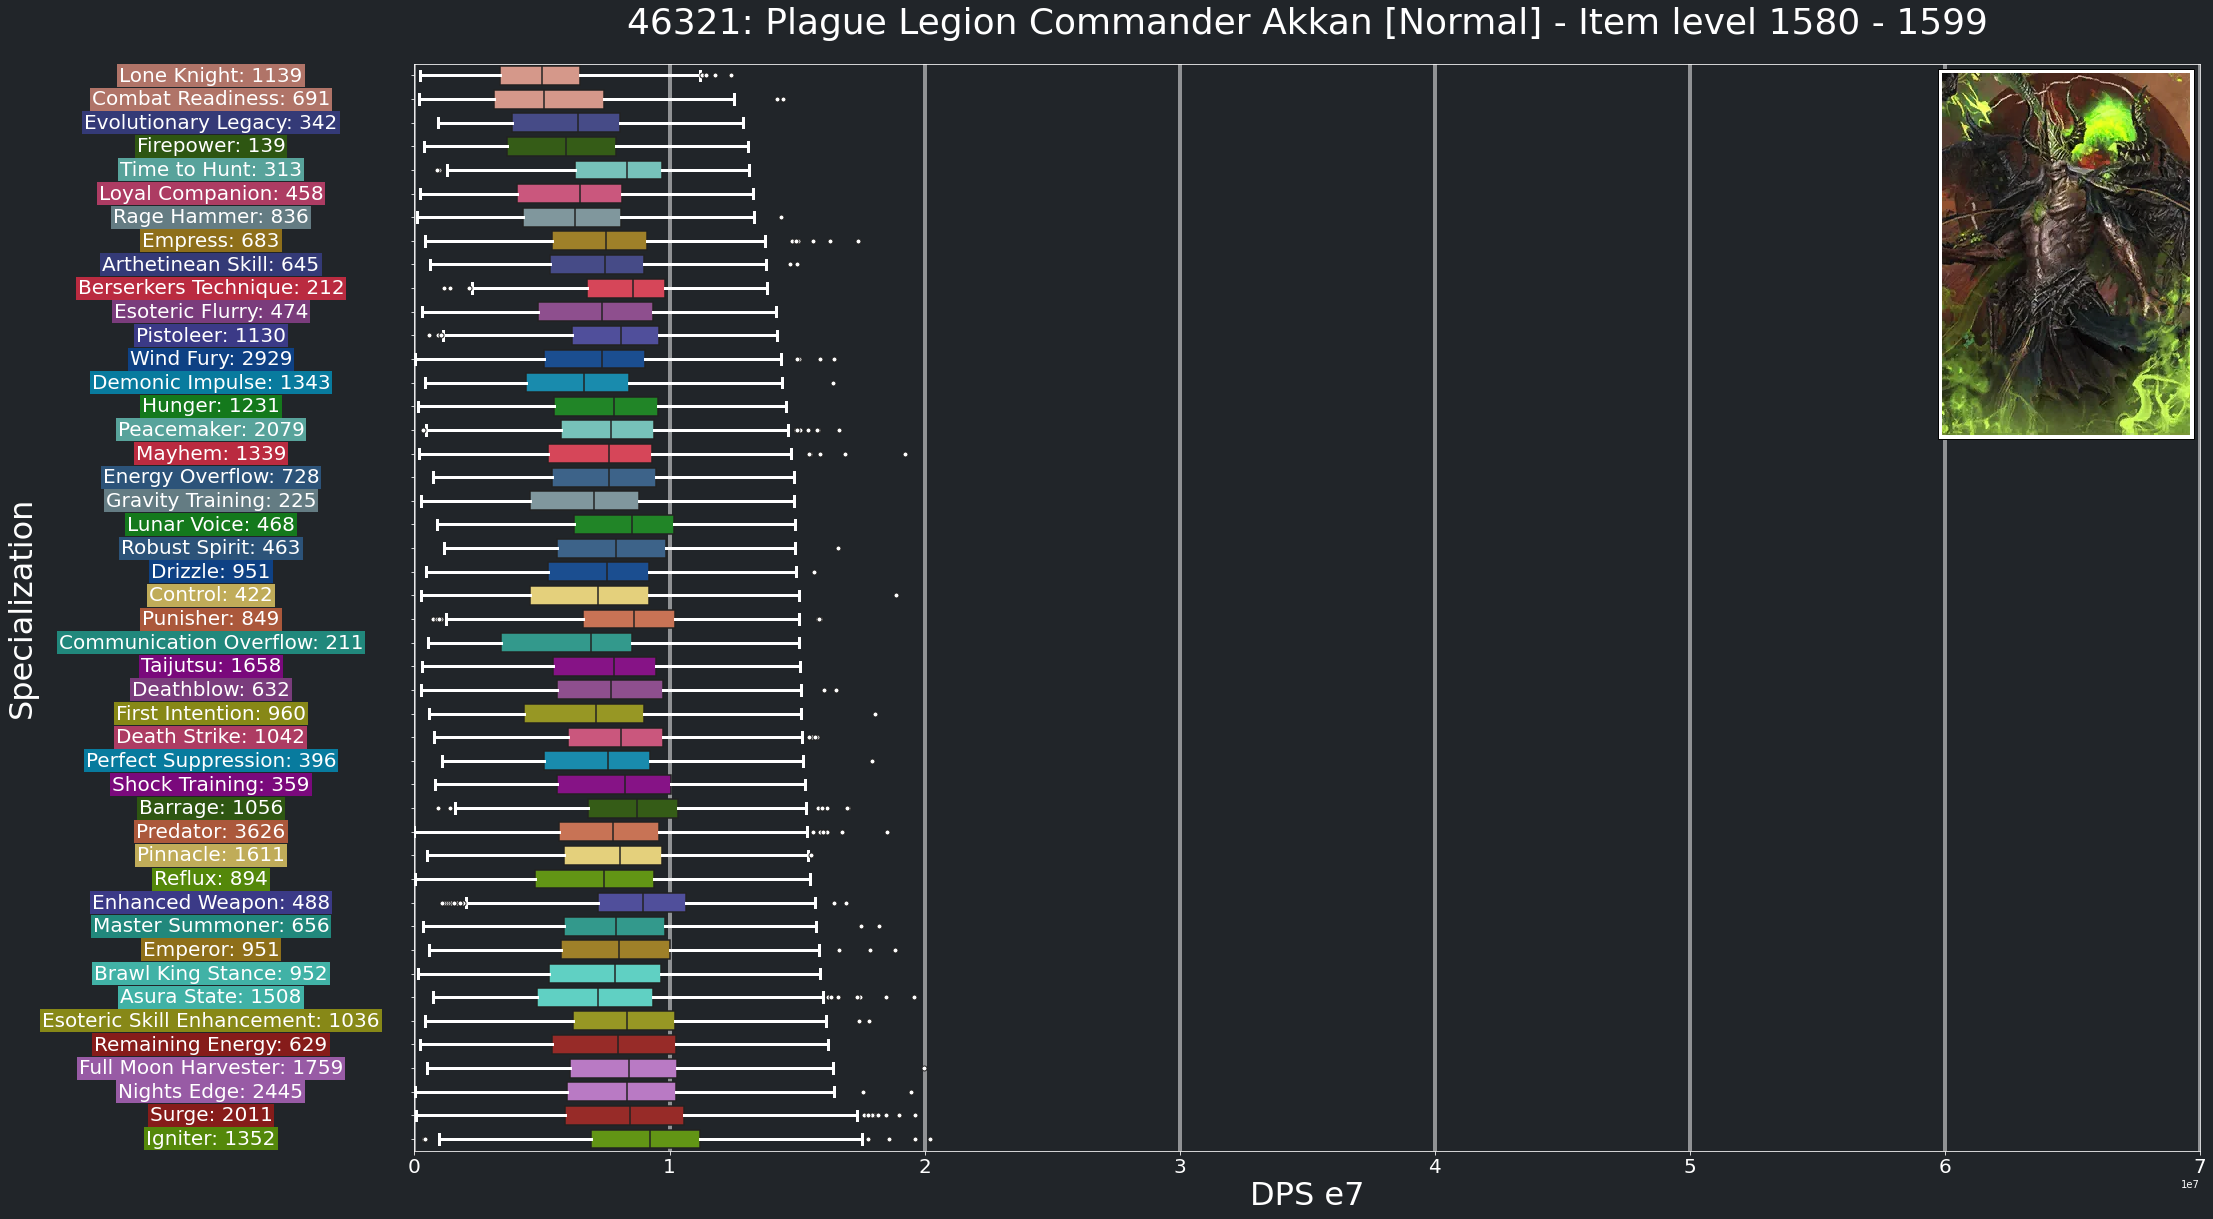 46321: Plague Legion Commander Akkan [Normal] - Item level 1580 - 1599
Lone Knight: 1139
Combat Readiness: 691
Evolutionary Legacy: 342
Firepower: 139
Time to Hunt: 313
Loyal Companion: 458
Rage Hammer: 836
Empress: 683
Arthetinean Skill: 645
Berserkers Technique: 212
Esoteric Flurry: 474
Pistoleer: 1130
Wind Fury: 2929
Demonic Impulse: 1343
Hunger: 1231
Peacemaker: 2079
Mayhem: 1339
Energy Overflow: 728
Gravity Training: 225
Lunar Voice: 468
Robust Spirit: 463
Drizzle: 951
Control: 422
Punisher: 849
Communication Overflow: 211
Taijutsu: 1658
Deathblow: 632
First Intention: 960
Death Strike: 1042
Perfect Suppression: 396
Shock Training: 359
Barrage: 1056
Predator: 3626
Pinnacle: 1611
Reflux: 894
Enhanced Weapon: 488
Master Summoner: 656
Emperor: 951
Brawl King Stance: 952
Asura State: 1508
Esoteric Skill Enhancement: 1036
Remaining Energy: 629
Full Moon Harvester: 1759
Nights Edge: 2445
Surge: 2011
Igniter: 1352
Specialization
0 1 2 3 4 5 6 7
1e7
DPS e7